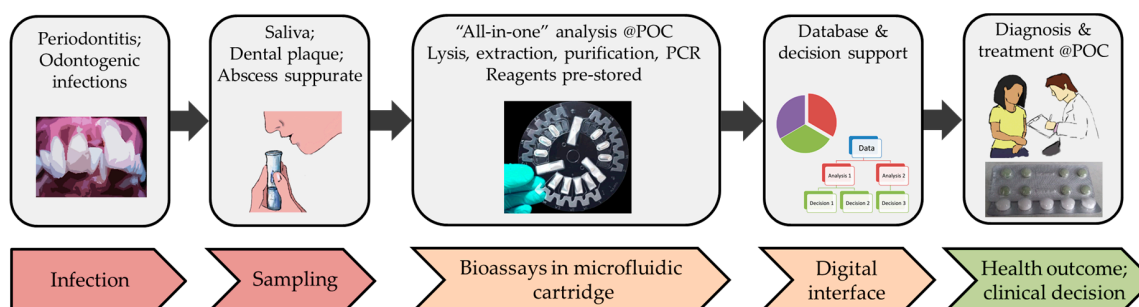 Periodontitis;
Odontogenic
infections
Saliva;
Dental plaque;
Abscess suppurate
“All-in-one” analysis @POC
Lysis, extraction, purification, PCR
Reagents pre-stored
Database &
decision support
Data
Analysis 1
Analysis 2
Decision 1
Decision 2
Decision 3
Diagnosis &
treatment @POC
Infection
Sampling
Bioassays in microfluidic
cartridge
Digital
interface
Health outcome;
clinical decision